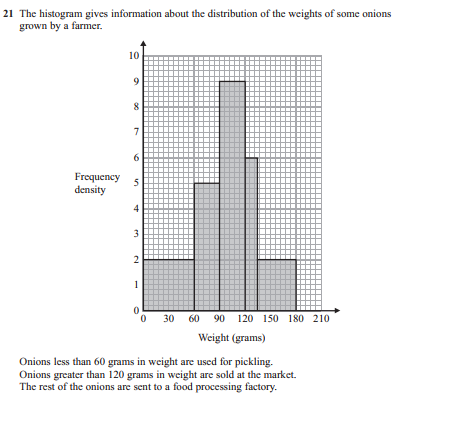 21 The histogram gives information about the distribution of the weights of some onions
grown by a farmer.
10
9
8
7
6
Frequency
density
5
4
3
2
1
0
0 30 60 90 120 150 180 210
Weight (grams)
Onions less than 60 grams in weight are used for pickling.
Onions greater than 120 grams in weight are sold at the market.
The rest of the onions are sent to a food processing factory.